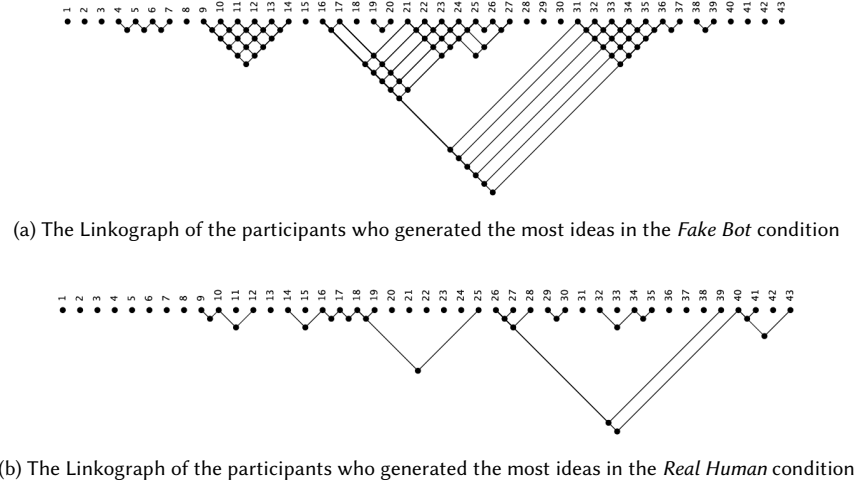 1 2 3 4 5 6 7 8 9 10 11 12 13 14 15 16 17 18 19 20 21 22 23 24 25 26 27 28 29 30 31 32 33 34 35 36 37 38 39 40 41 42 43
(a) The Linkograph of the participants who generated the most ideas in the Fake Bot condition
1 2 3 4 5 6 7 8 9 10 11 12 13 14 15 16 17 18 19 20 21 22 23 24 25 26 27 28 29 30 31 32 33 34 35 36 37 38 39 40 41 42 43
(b) The Linkograph of the participants who generated the most ideas in the Real Human condition